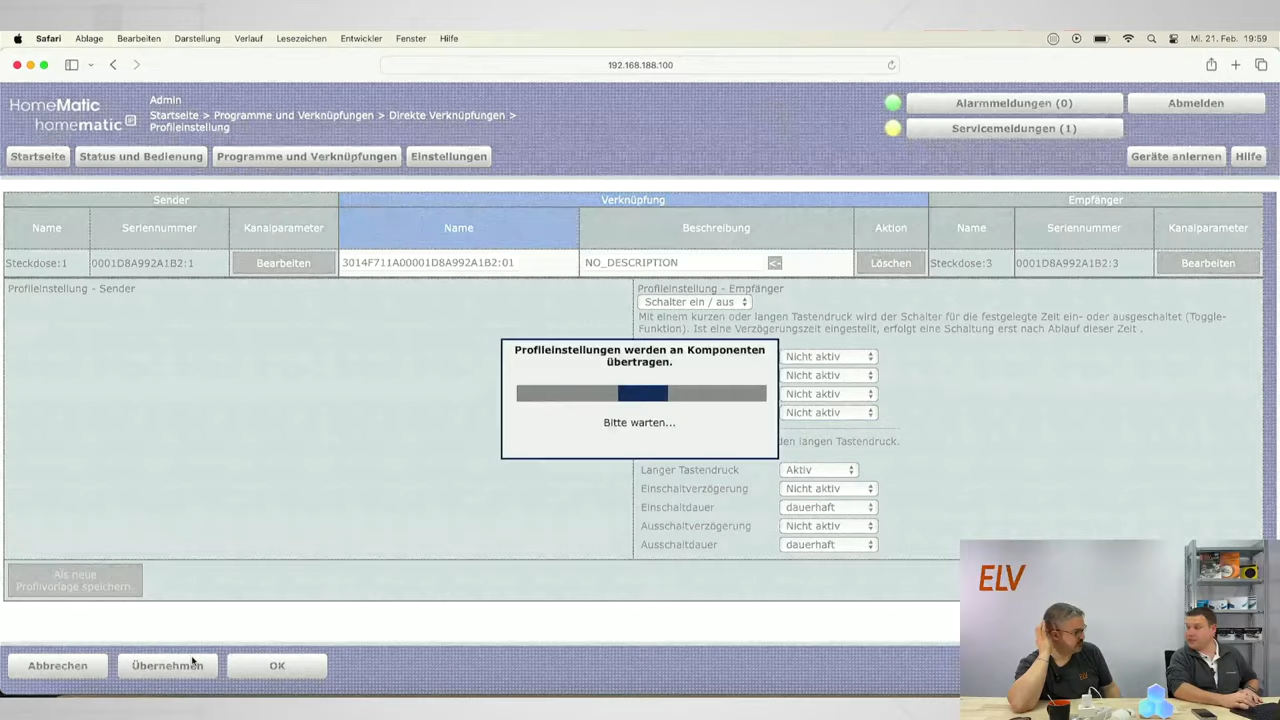 Safari Ablage Bearbeiten Darstellung Verlauf Lesezeichen Entwickler Fenster Hilfe Mi. 21. Feb. 19:59
192.168.188.100
HomeMatic
homematic IP
Admin
Startseite > Programme und Verknüpfungen > Direkte Verknüpfungen >
Profileinstellung
Alarmmeldungen (0) Abmelden
Servicemeldungen (1)
Startseite Status und Bedienung Programme und Verknüpfungen Einstellungen Geräte anlernen Hilfe
Sender Verknüpfung Empfänger
Name Seriennummer Kanalparameter Name Beschreibung Aktion Name Seriennummer Kanalparameter
Steckdose:1 0001D8A992A1B2:1 Bearbeiten 3014F711A00001D8A992A1B2:01 NO_DESCRIPTION <- Löschen Steckdose:3 0001D8A992A1B2:3 Bearbeiten
Profileinstellung - Sender Profileinstellung - Empfänger
Schalter ein / aus
Mit einem kurzen oder langen Tastendruck wird der Schalter für die festgelegte Zeit ein- oder ausgeschaltet (Toggle-
Funktion). Ist eine Verzögerungszeit eingestellt, erfolgt eine Schaltung erst nach Ablauf dieser Zeit .
Profileinstellungen werden an Komponenten
übertragen.
Bitte warten...
Nicht aktiv
Nicht aktiv
Nicht aktiv
Nicht aktiv
den langen Tastendruck.
Langer Tastendruck Aktiv
Einschaltverzögerung Nicht aktiv
Einschaltdauer dauerhaft
Ausschaltverzögerung Nicht aktiv
Ausschaltdauer dauerhaft
Als neue
Profilvorlage speichern.
Abbrechen Übernehmen OK
ELV
ELV